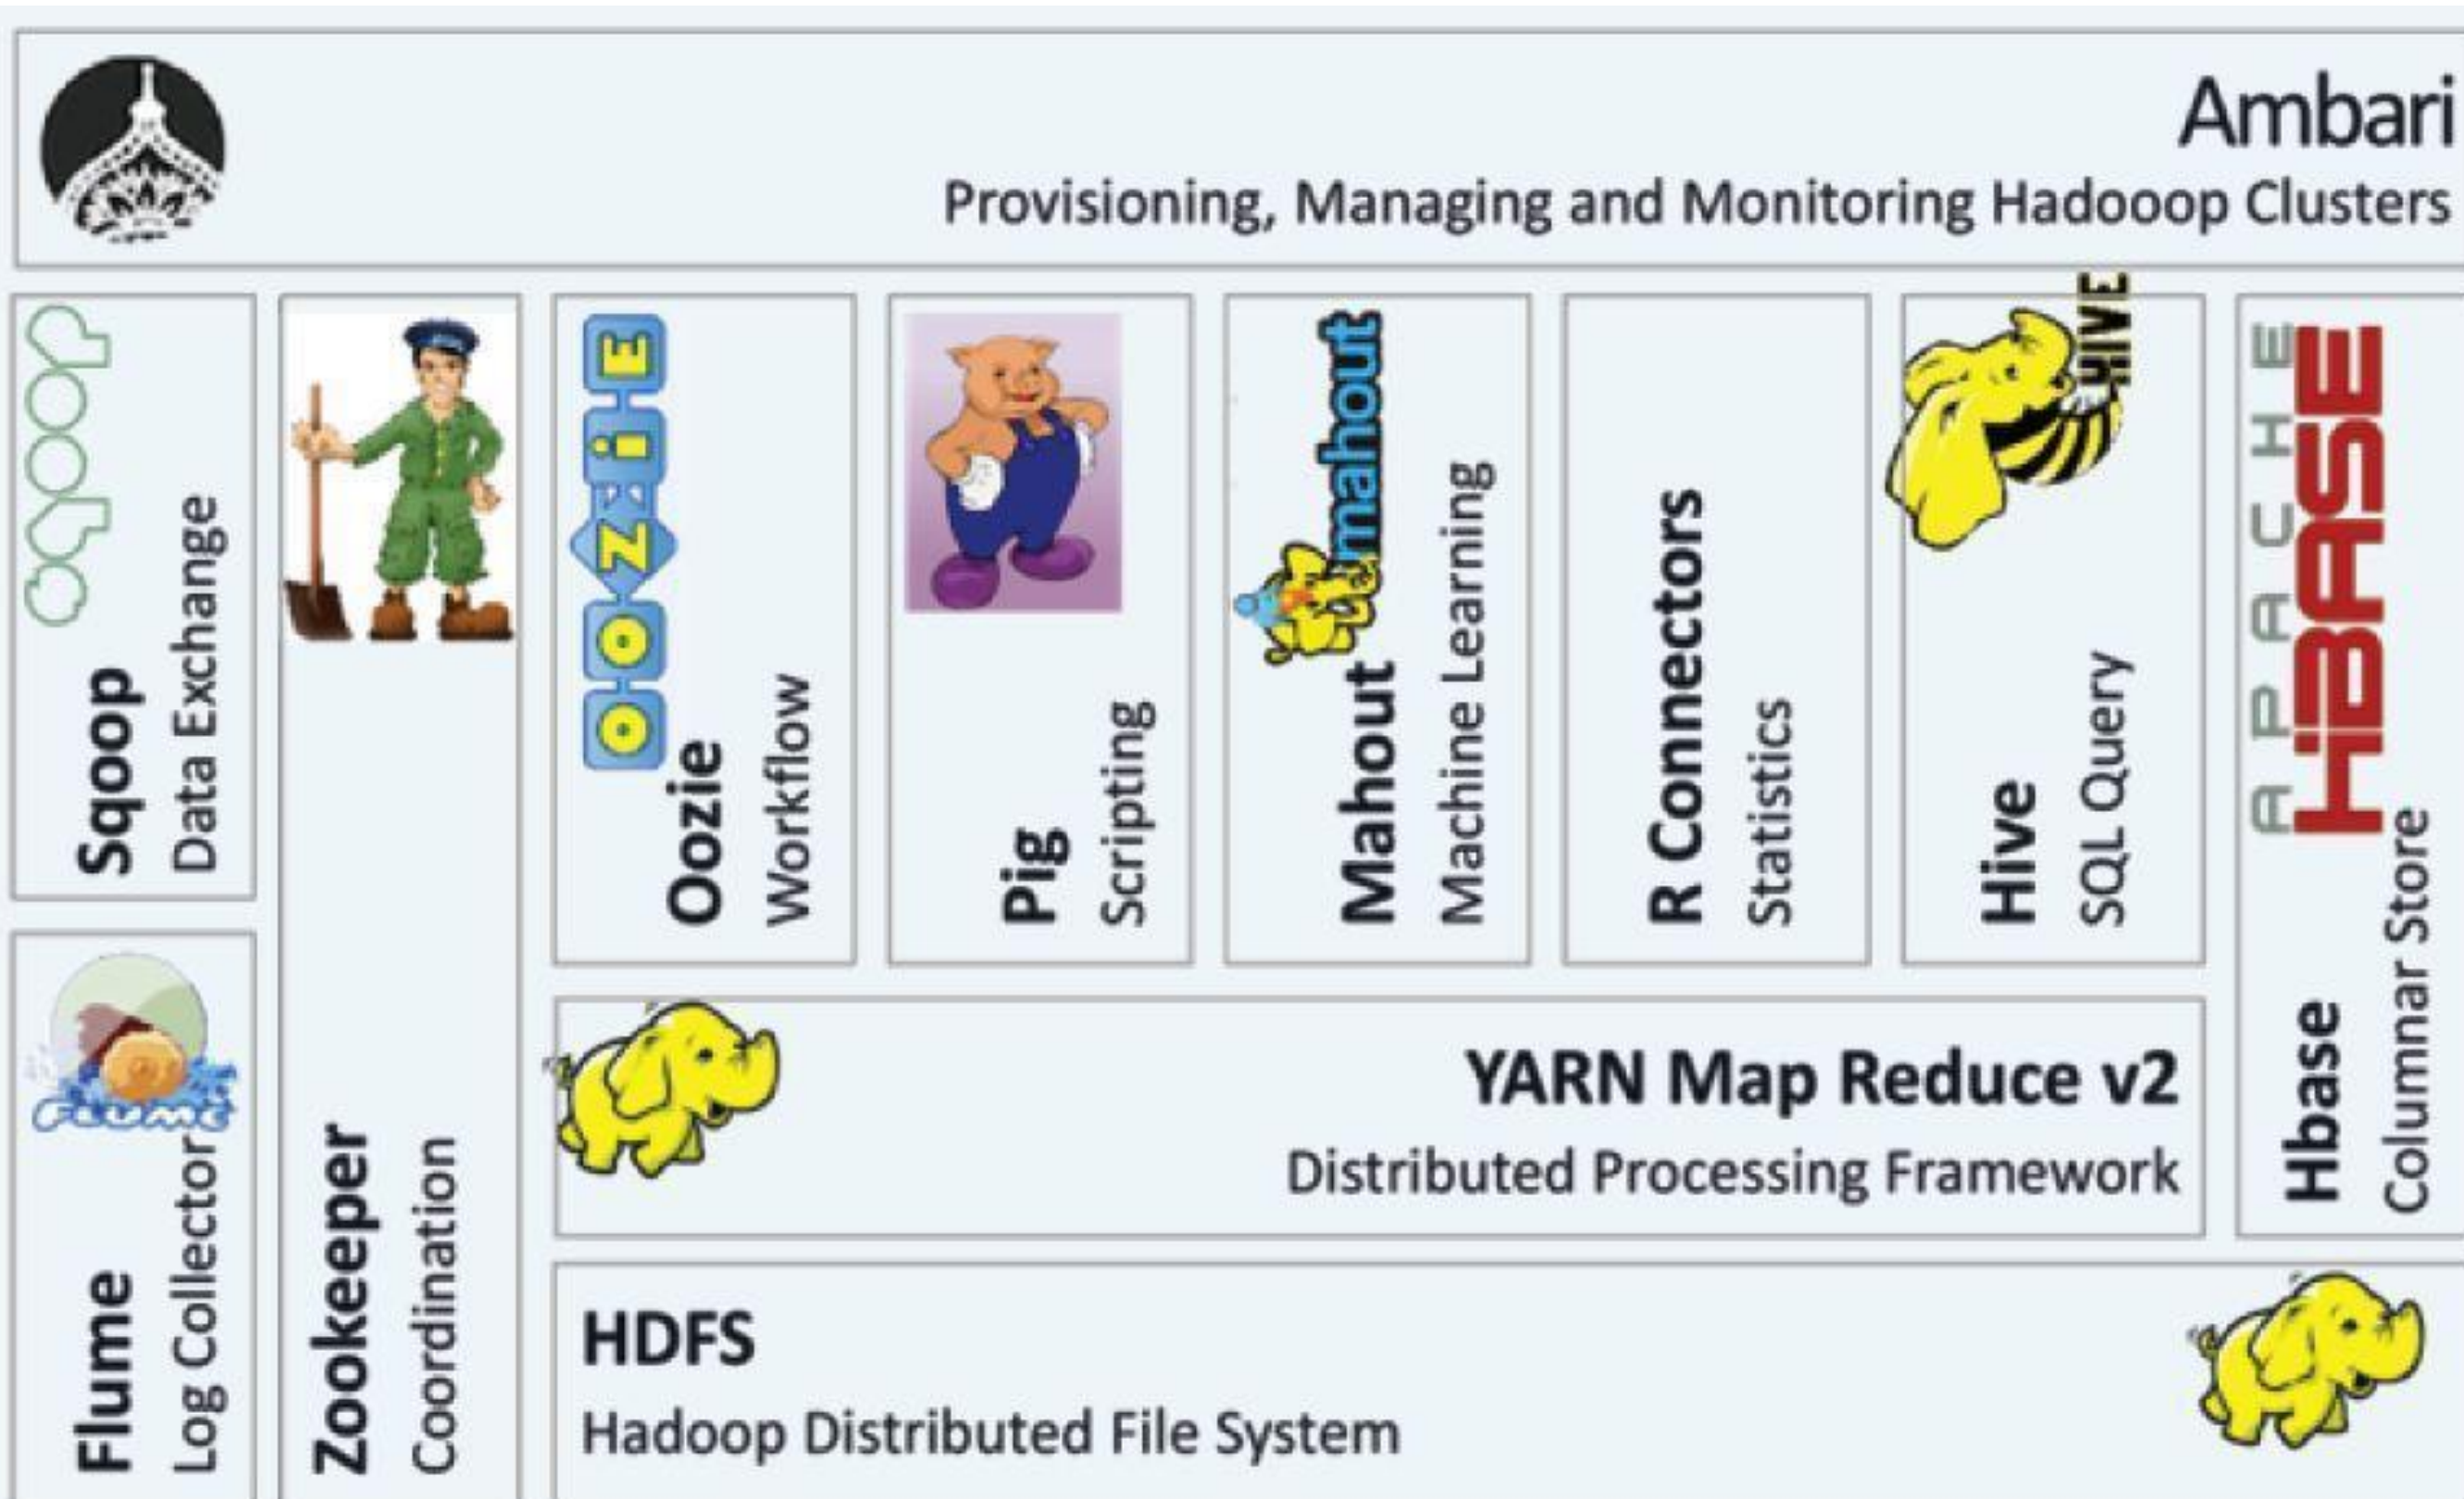 Ambari
Provisioning, Managing and Monitoring Hadooop Clusters
sqoop
Sqoop
Data Exchange
FLUME
Flume
Log Collector
Zookeeper
Coordination
OOZiE
Oozie
Workflow
Pig
Scripting
mahout
Mahout
Machine Learning
R Connectors
Statistics
HIVE
Hive
SQL Query
APACHE
HBASE
Hbase
Columnar Store
YARN Map Reduce v2
Distributed Processing Framework
HDFS
Hadoop Distributed File System